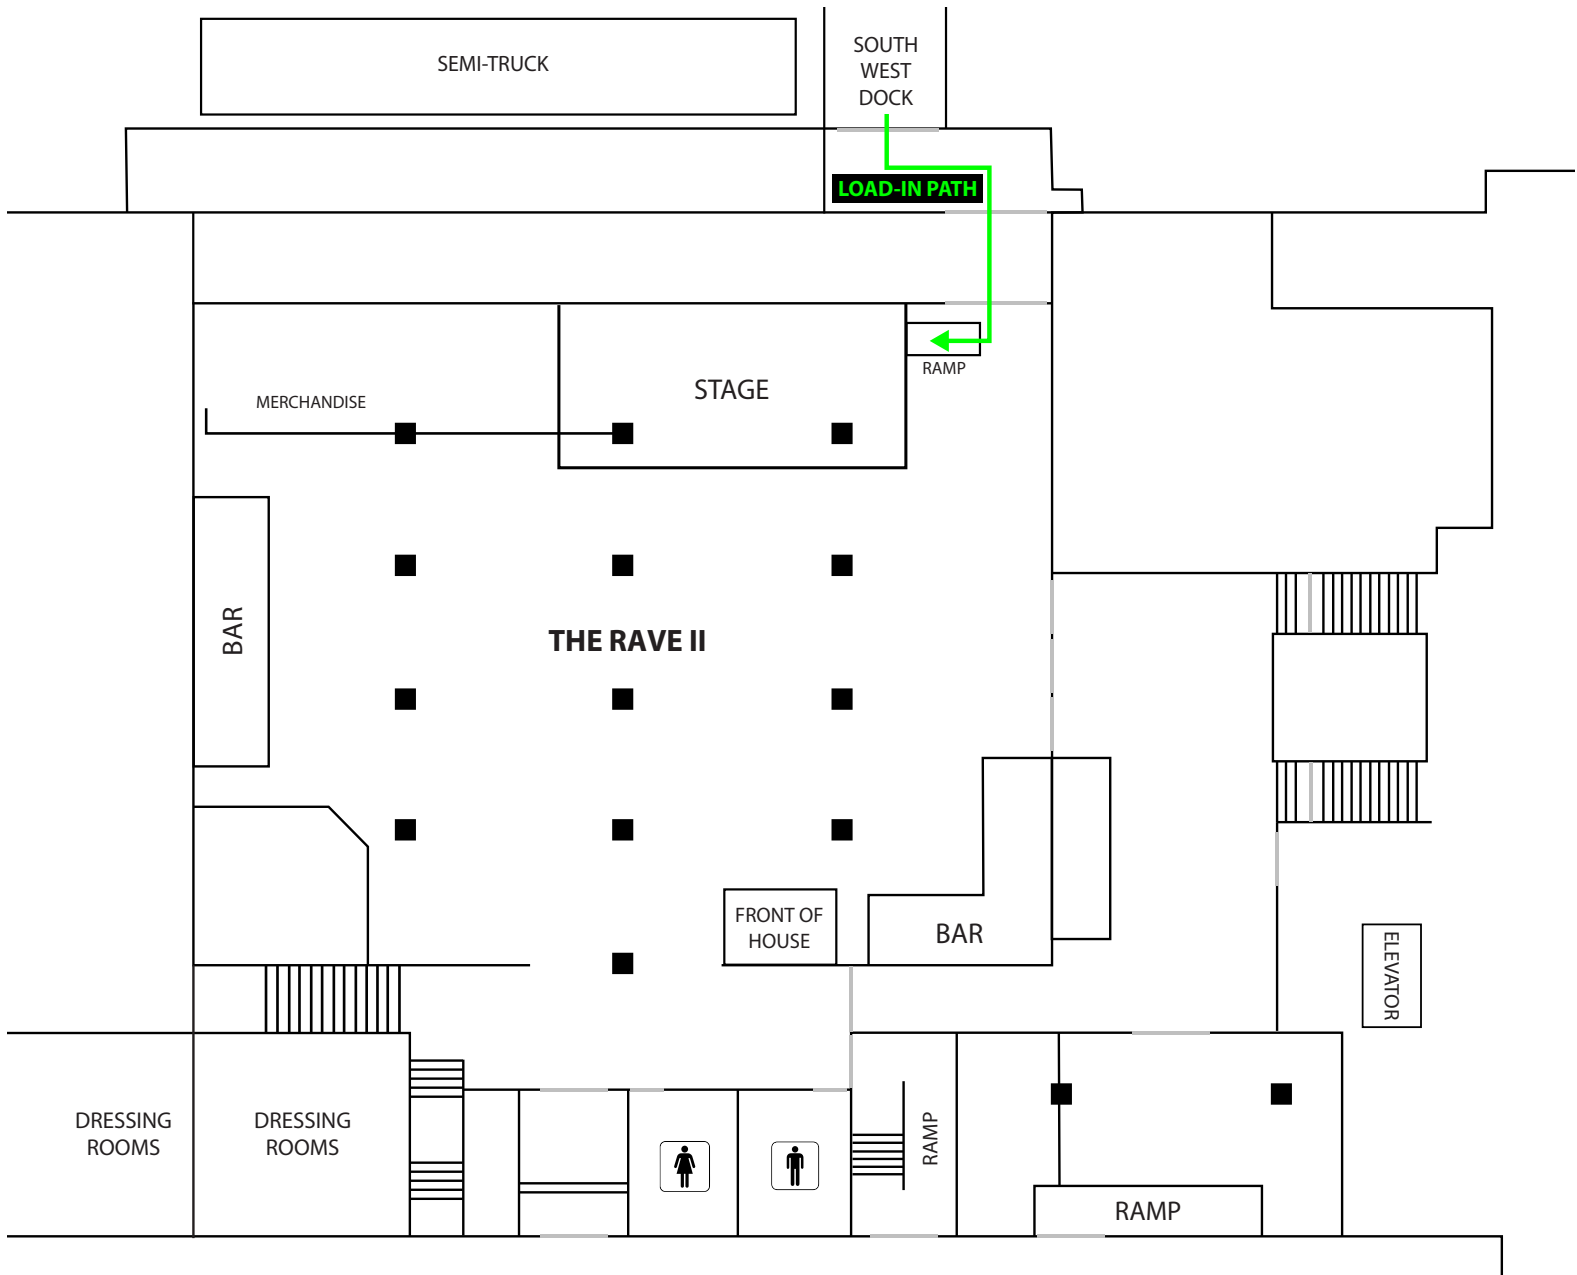 SEMI-TRUCK
SOUTH
WEST
DOCK
LOAD-IN PATH
RAMP
STAGE
MERCHANDISE
BAR
THE RAVE II
FRONT OF
HOUSE
BAR
ELEVATOR
DRESSING
ROOMS
DRESSING
ROOMS
RAMP
RAMP